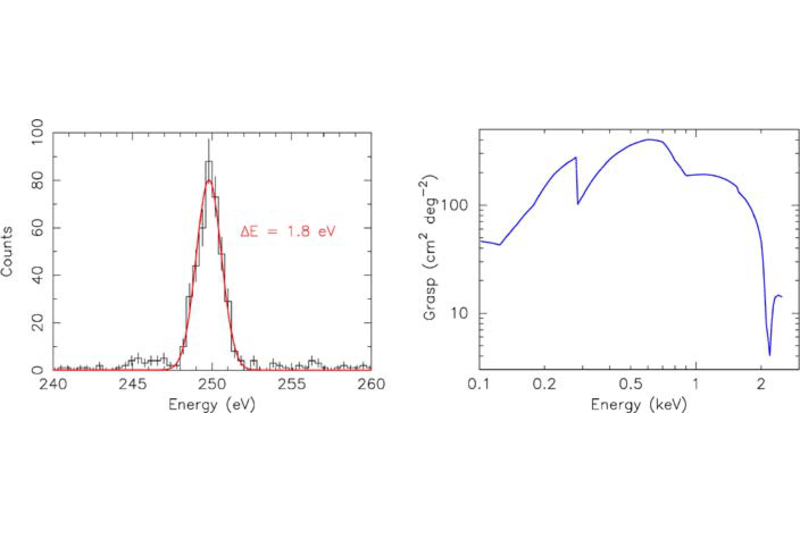 100
80
60
40
20
0
Counts
ΔE = 1.8 eV
240 245 250 255 260
Energy (eV)
100
10
Grasp (cm² deg⁻²)
0.1 0.2 0.5 1 2
Energy (keV)